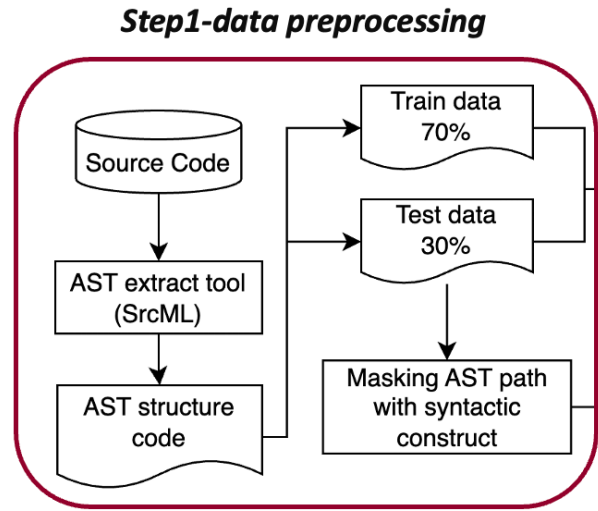 Step1-data preprocessing
Source Code
AST extract tool
(SrcML)
AST structure
code
Train data
70%
Test data
30%
Masking AST path
with syntactic
construct